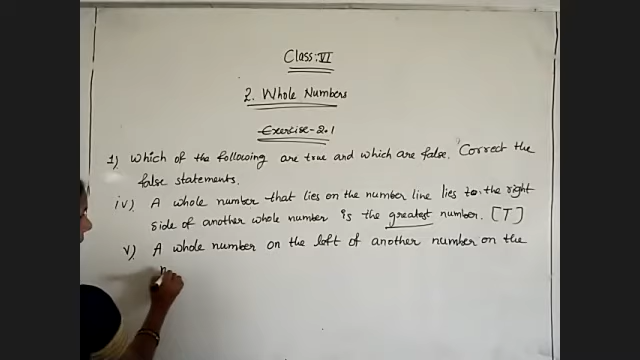 Class: VI
2. Whole Numbers
Exercise-2.1
1) Which of the following are true and which are false. Correct the
false statements.
iv) A whole number that lies on the number line lies to the right
side of another whole number is the greatest number. [T]
v) A whole number on the left of another number on the
n